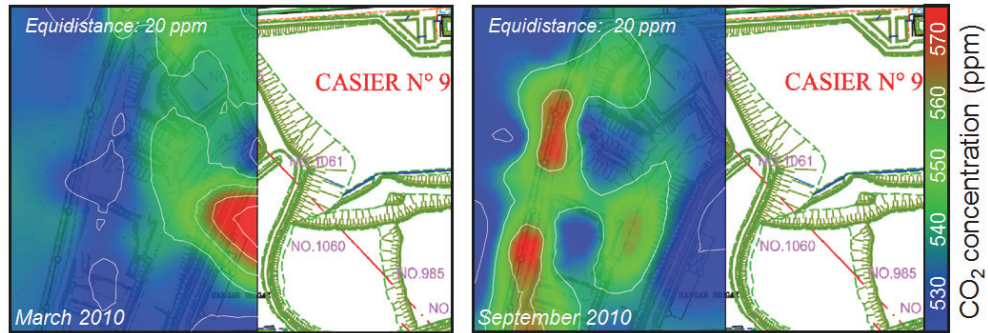 Equidistance: 20 ppm
CASIER N° 9
NO.1061
NO.1060
NO.985
NO
March 2010
Equidistance: 20 ppm
CASIER N° 9
NO.1061
NO.1060
NO.985
NO
September 2010
570
560
550
540
530
CO₂ concentration (ppm)